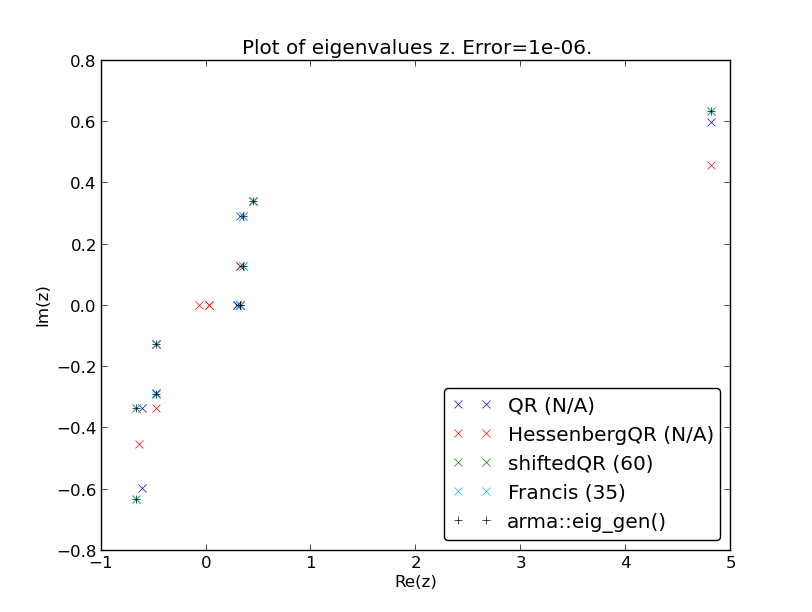 Plot of eigenvalues z. Error=1e-06.
0.8
0.6
0.4
0.2
0.0
−0.2
−0.4
−0.6
−0.8
Im(z)
QR (N/A)
HessenbergQR (N/A)
shiftedQR (60)
Francis (35)
arma::eig_gen()
−1 0 1 2 3 4 5
Re(z)